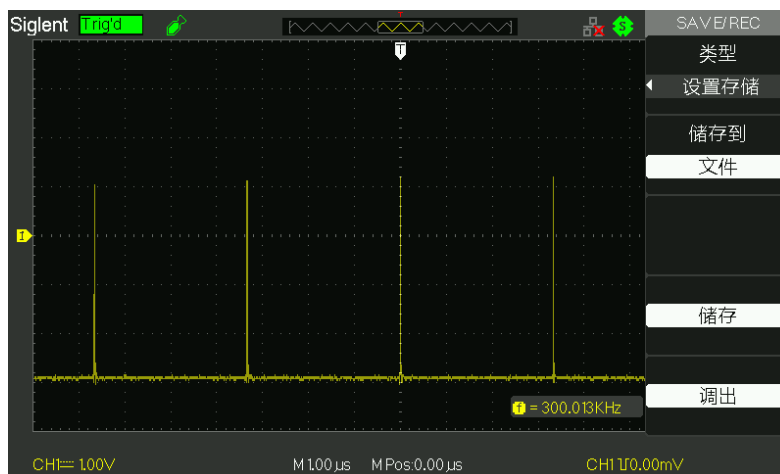 Siglent Trig'd S SAVE/REC
T
类型
设置存储
储存到
文件
1
储存
调出
f = 300.013KHz
CH1 1.00V M 1.00μs M Pos:0.00μs CH1 0.00mV